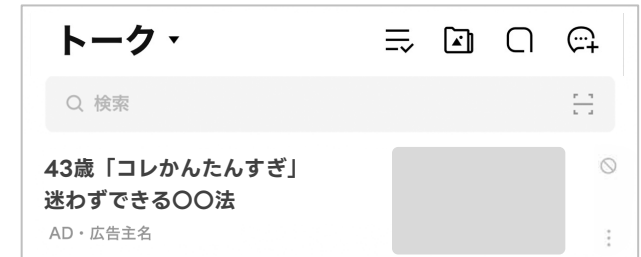 トーク
検索
43歳「コレかんたんすぎ」
迷わずできる〇〇法
AD・広告主名